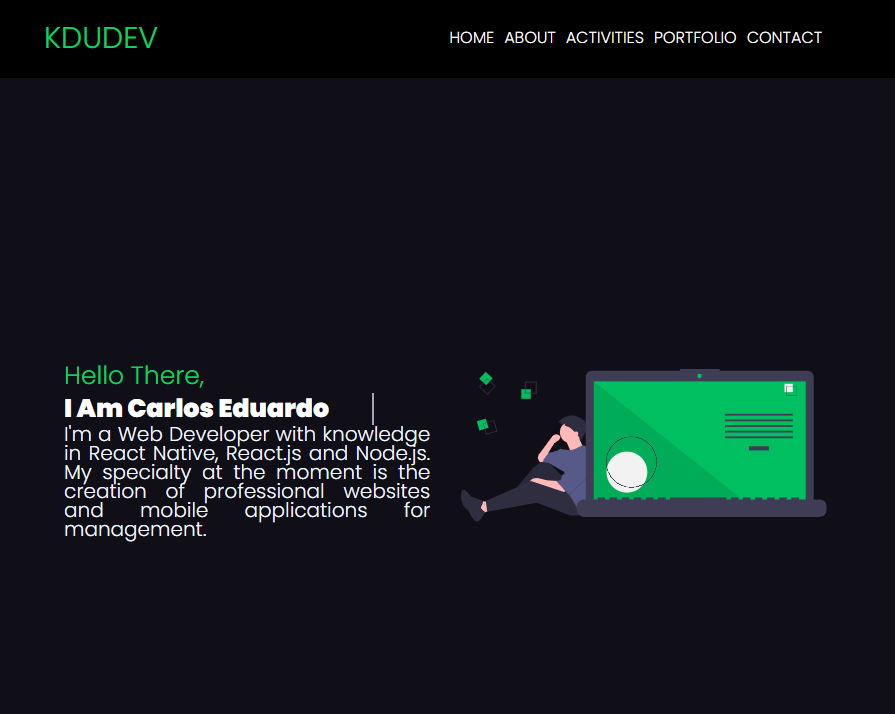 KDUDEV
HOME ABOUT ACTIVITIES PORTFOLIO CONTACT
Hello There,
I Am Carlos Eduardo
I'm a Web Developer with knowledge
in React Native, React.js and Node.js.
My specialty at the moment is the
creation of professional websites
and mobile applications for
management.